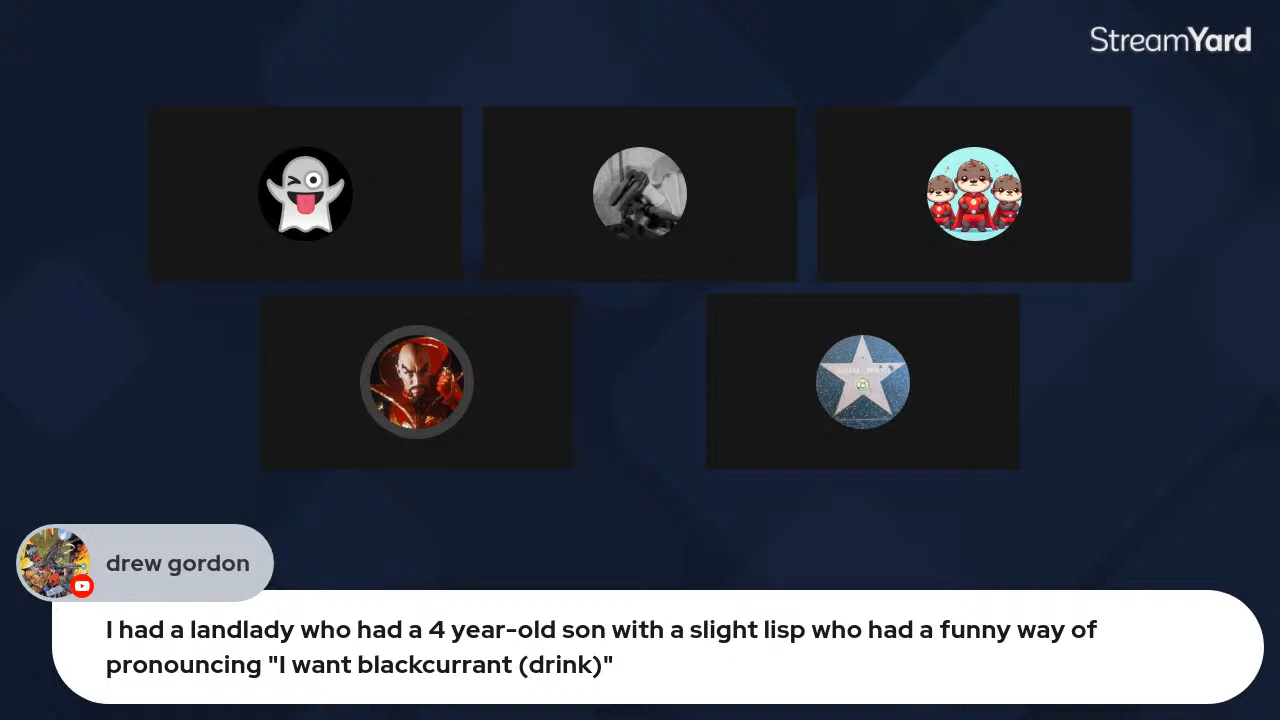 StreamYard
drew gordon
I had a landlady who had a 4 year-old son with a slight lisp who had a funny way of
pronouncing "I want blackcurrant (drink)"